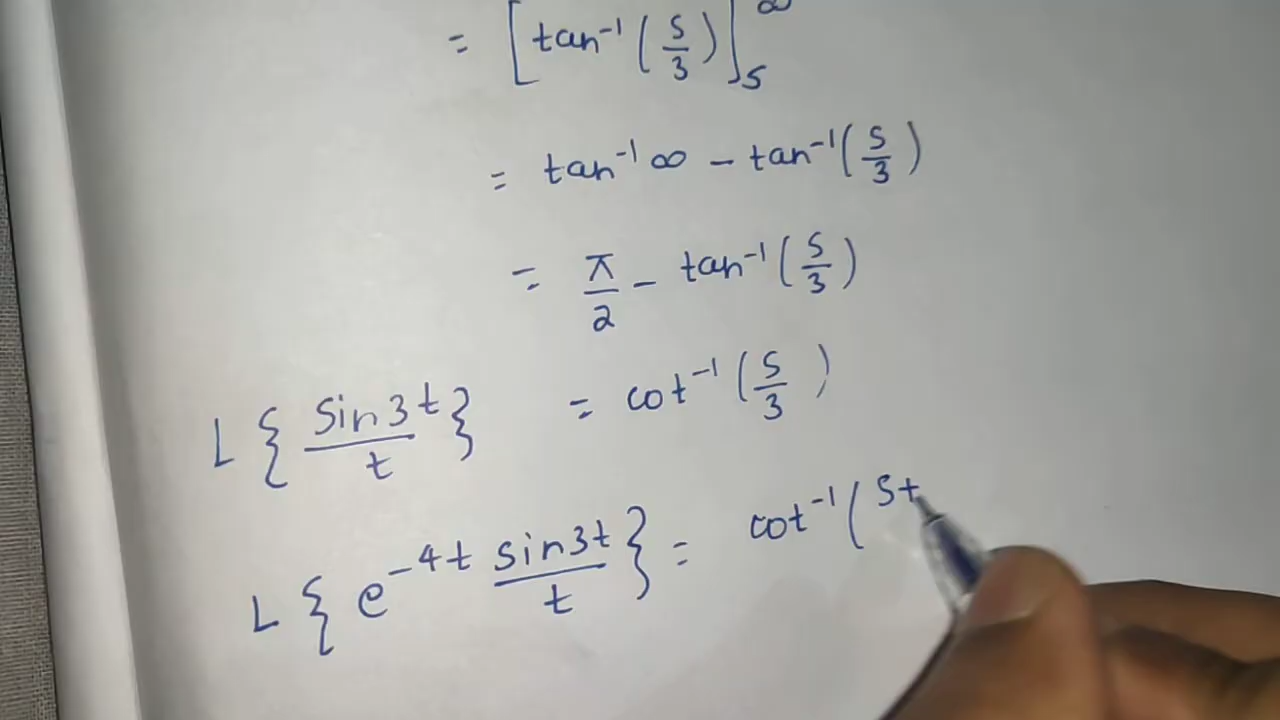 = [tan⁻¹(s/3)]ₛ^∞
= tan⁻¹∞ - tan⁻¹(s/3)
= π/2 - tan⁻¹(s/3)
L{sin3t/t} = cot⁻¹(s/3)
L{e^-4t sin3t/t} = cot⁻¹(s+